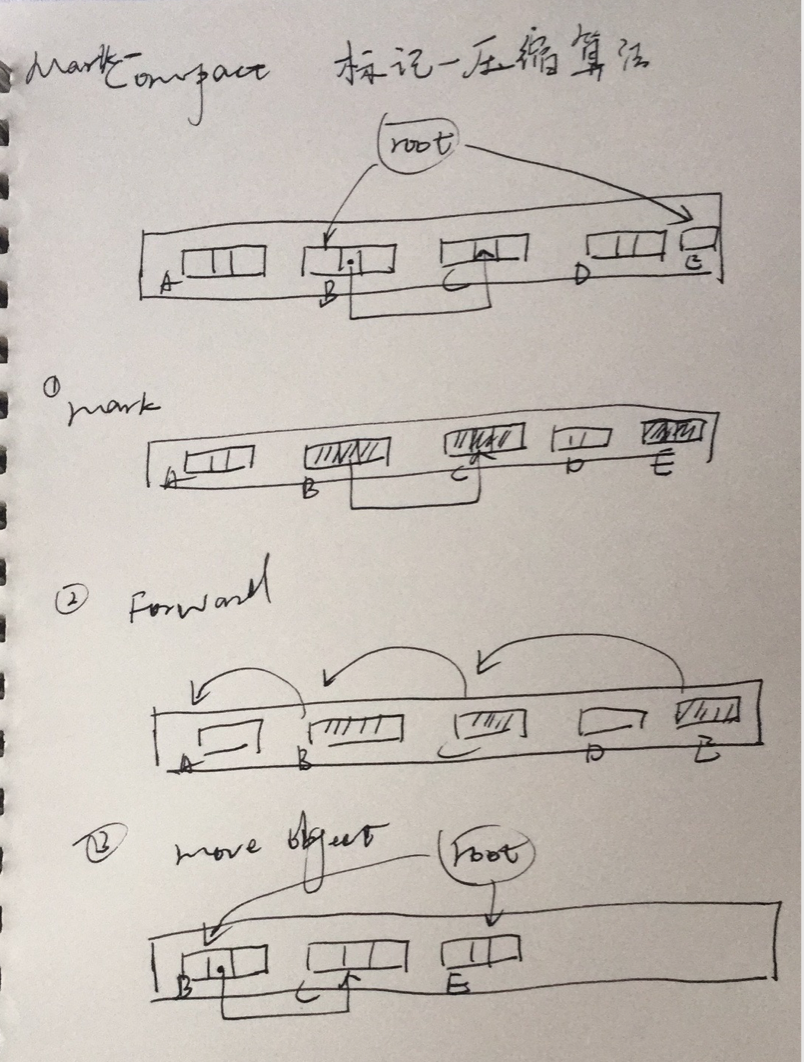 Mark-Compact 标记-压缩算法
root
A B C D E
① mark
A B C D E
② Forward
A B C D E
③ move object root
B C E